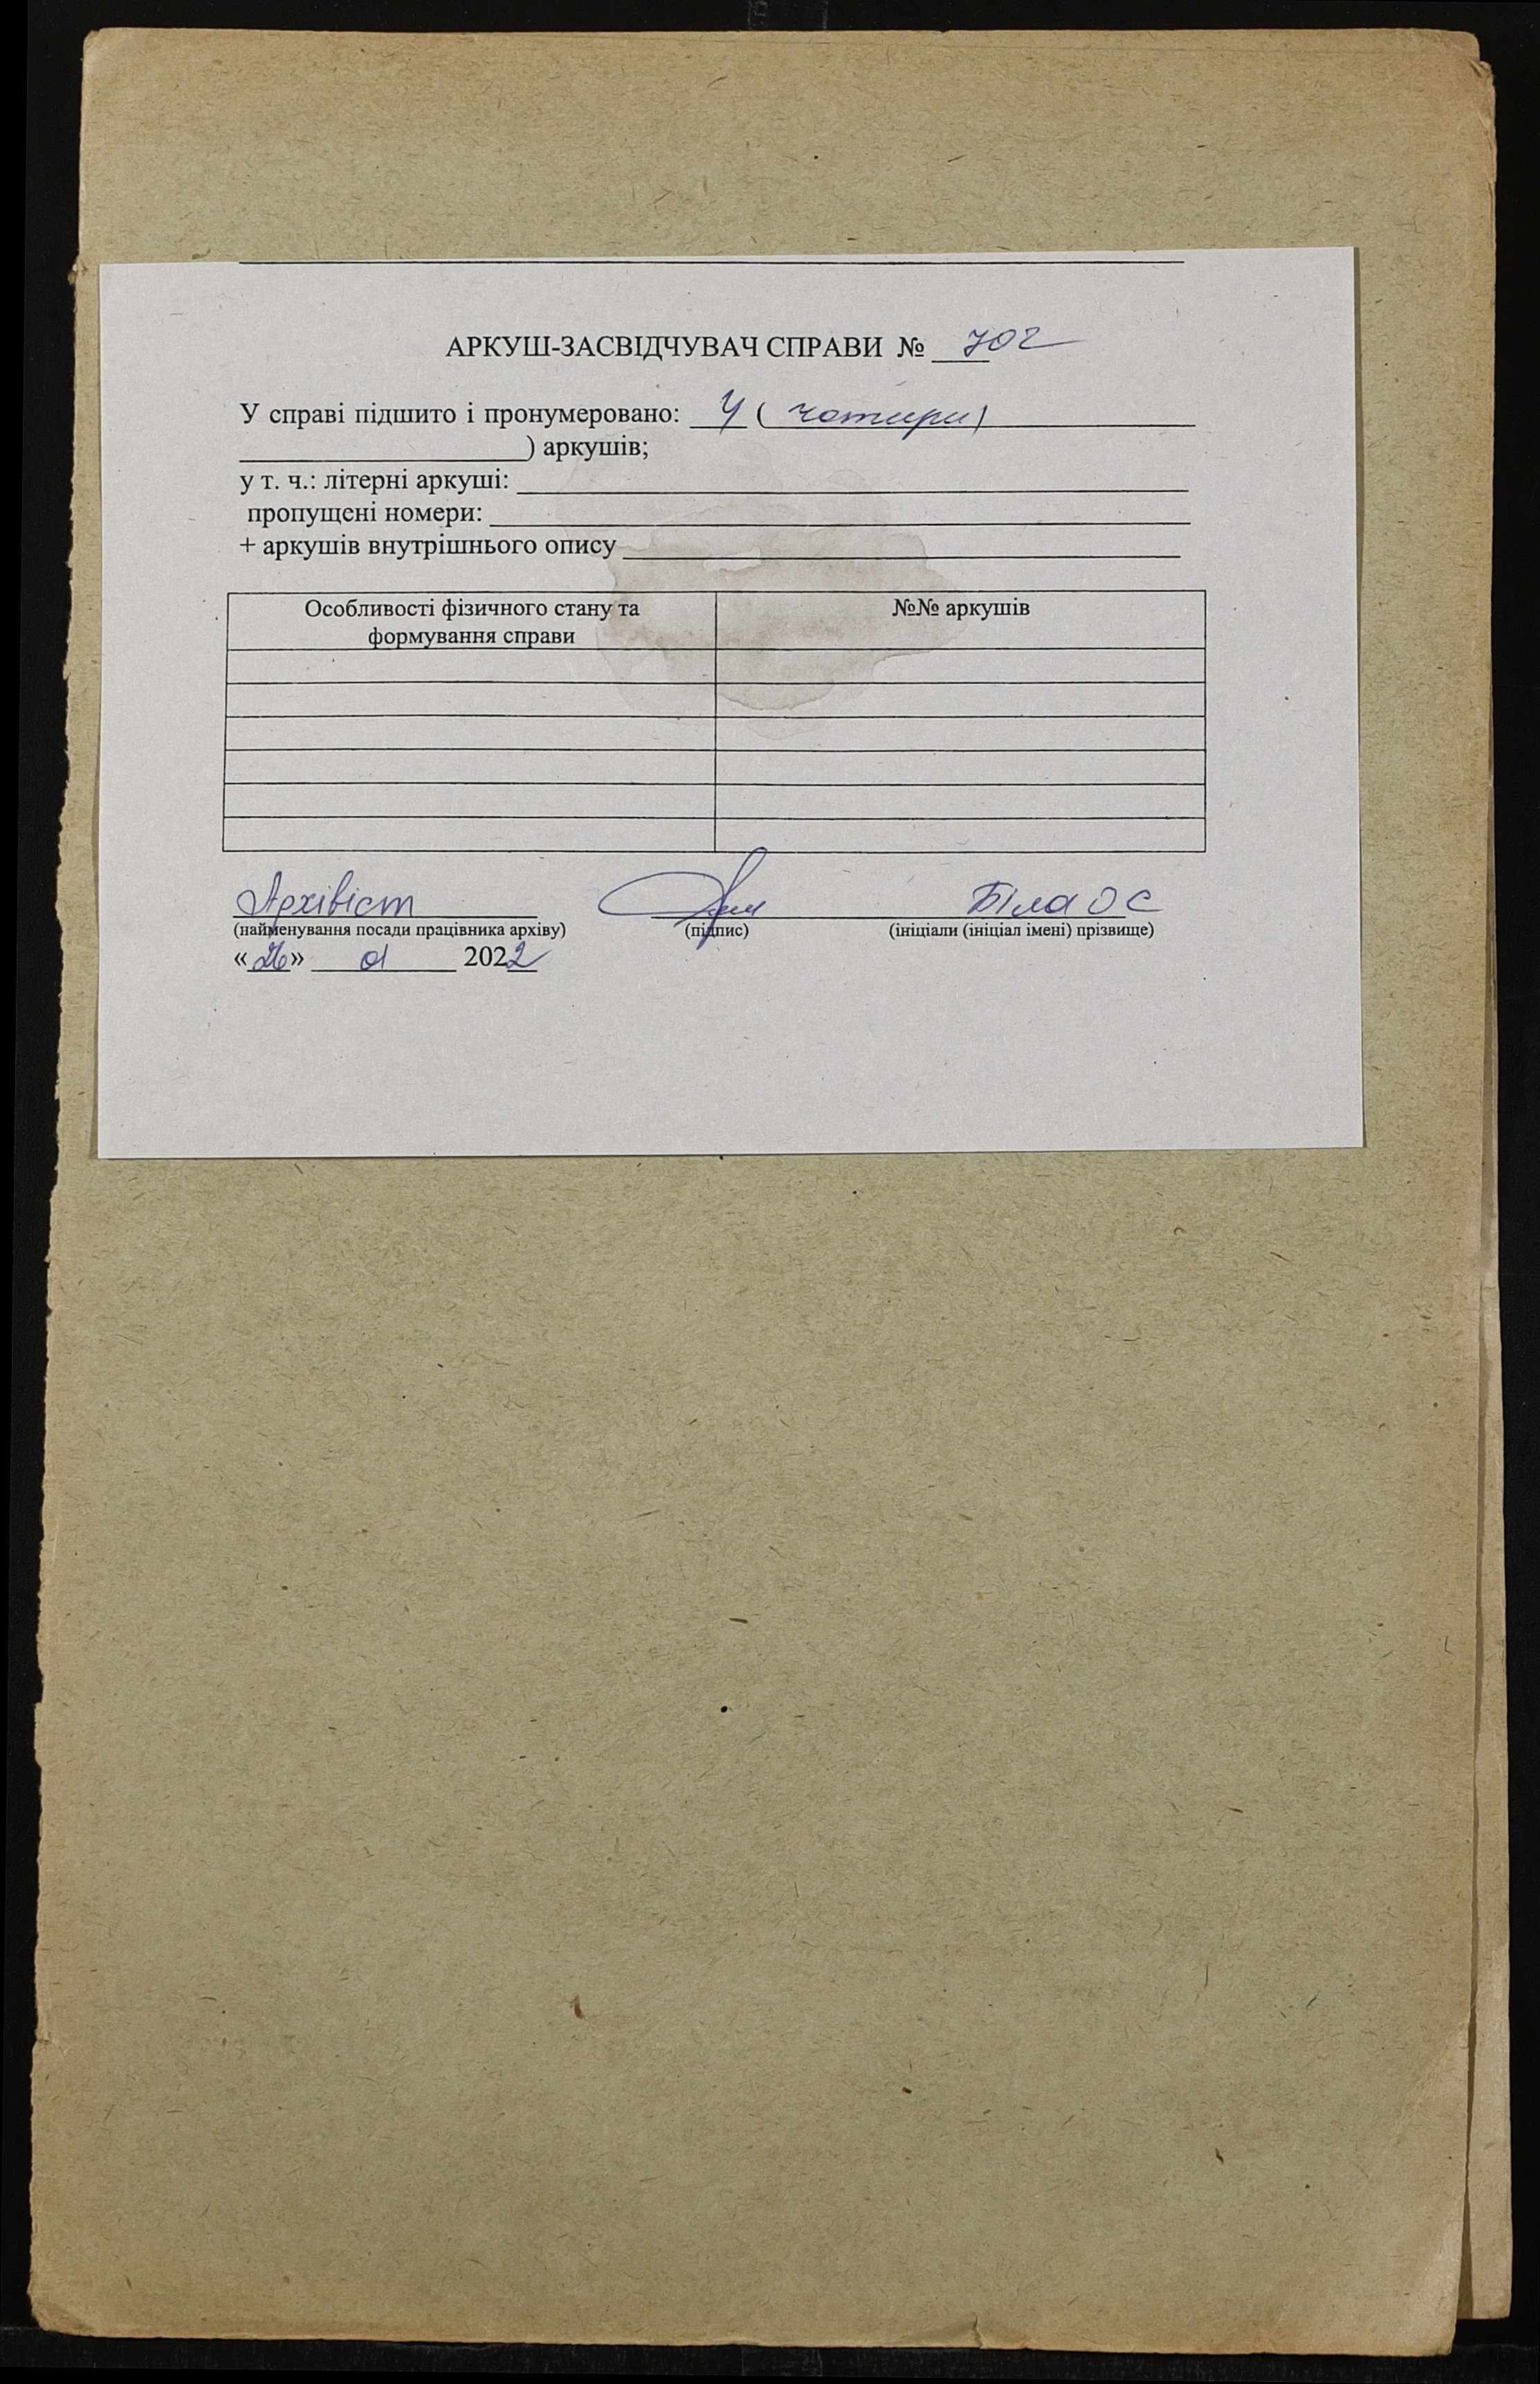 АРКУШ-ЗАСВІДЧУВАЧ СПРАВИ № 702
У справі підшито і пронумеровано: 4 ( чотири)
) аркушів;
у т. ч.: літерні аркуші:
пропущені номери:
+ аркушів внутрішнього опису
Особливості фізичного стану та формування справи
№№ аркушів
Архівіст Біла О С
(найменування посади працівника архіву) (підпис) (ініціали (ініціал імені) прізвище)
«26» 01 2022